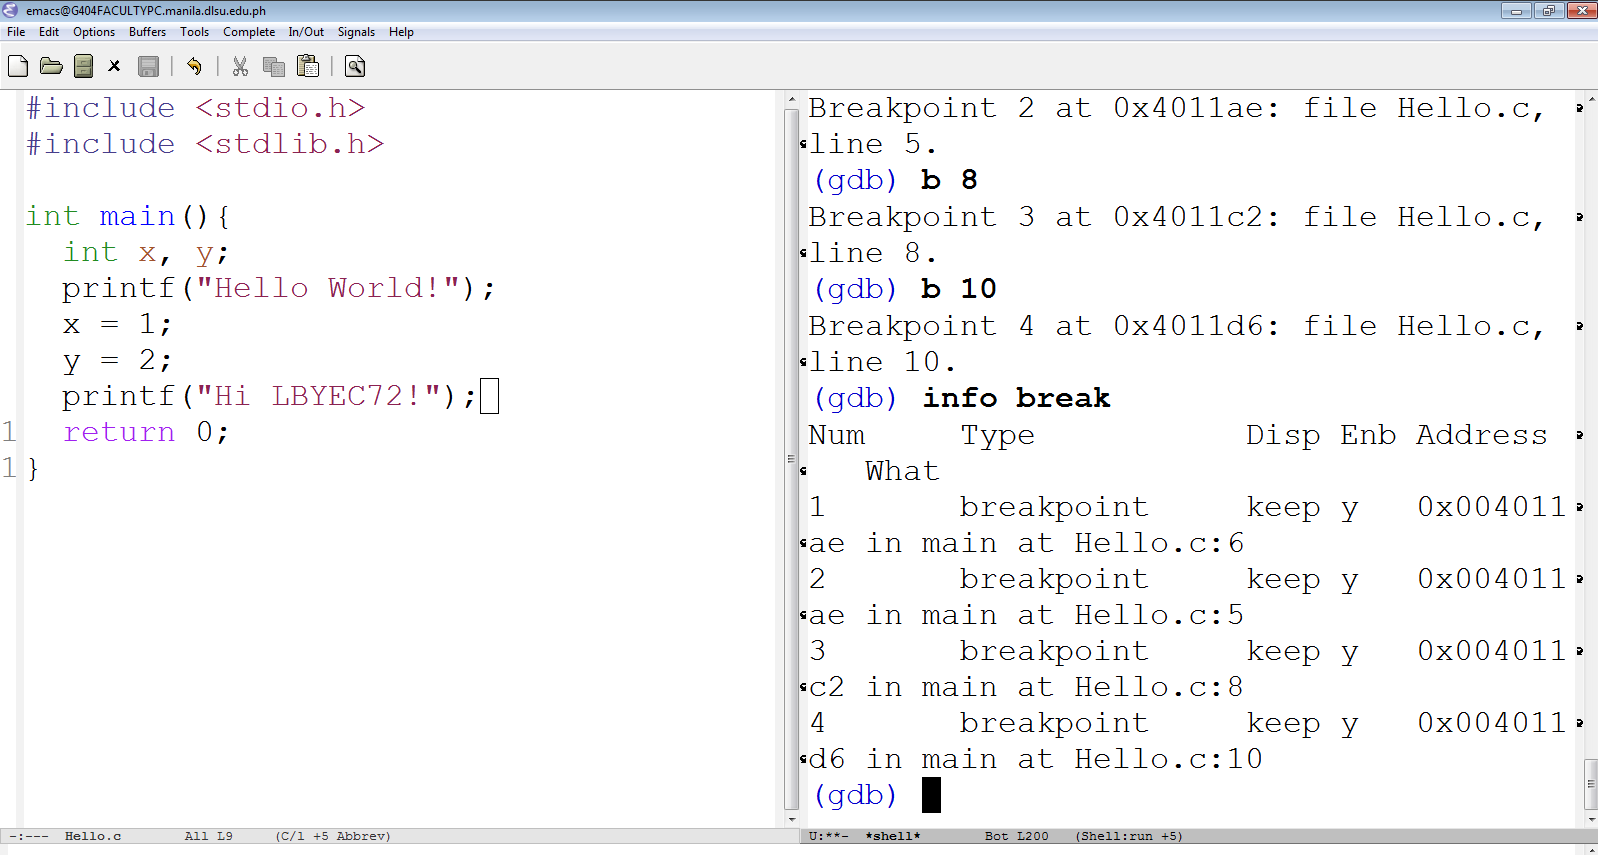 emacs@G404FACULTYPC.manila.dlsu.edu.ph
File Edit Options Buffers Tools Complete In/Out Signals Help
#include <stdio.h>
#include <stdlib.h>
int main(){
int x, y;
printf("Hello World!");
x = 1;
y = 2;
printf("Hi LBYEC72!");
1 return 0;
1 }
-:--- Hello.c All L9 (C/l +5 Abbrev)
Breakpoint 2 at 0x4011ae: file Hello.c,
line 5.
(gdb) b 8
Breakpoint 3 at 0x4011c2: file Hello.c,
line 8.
(gdb) b 10
Breakpoint 4 at 0x4011d6: file Hello.c,
line 10.
(gdb) info break
Num Type Disp Enb Address
What
1 breakpoint keep y 0x004011
ae in main at Hello.c:6
2 breakpoint keep y 0x004011
ae in main at Hello.c:5
3 breakpoint keep y 0x004011
c2 in main at Hello.c:8
4 breakpoint keep y 0x004011
d6 in main at Hello.c:10
(gdb)
U:**- *shell* Bot L200 (Shell:run +5)